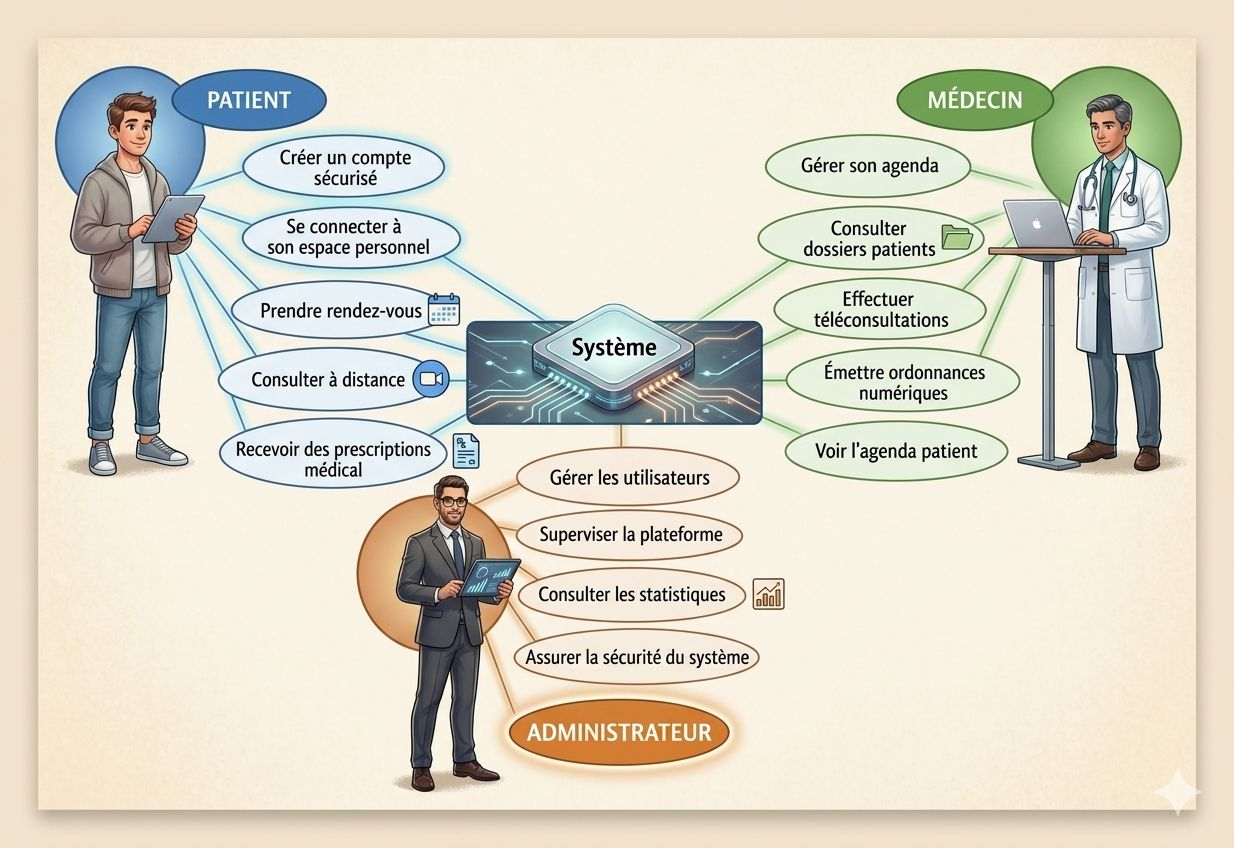 PATIENT
Créer un compte
sécurisé
Se connecter à
son espace personnel
Prendre rendez-vous
Consulter à distance
Recevoir des prescriptions
médical
MÉDECIN
Gérer son agenda
Consulter
dossiers patients
Effectuer
téléconsultations
Émettre ordonnances
numériques
Voir l'agenda patient
Système
Gérer les utilisateurs
Superviser la plateforme
Consulter les statistiques
Assurer la sécurité du système
ADMINISTRATEUR